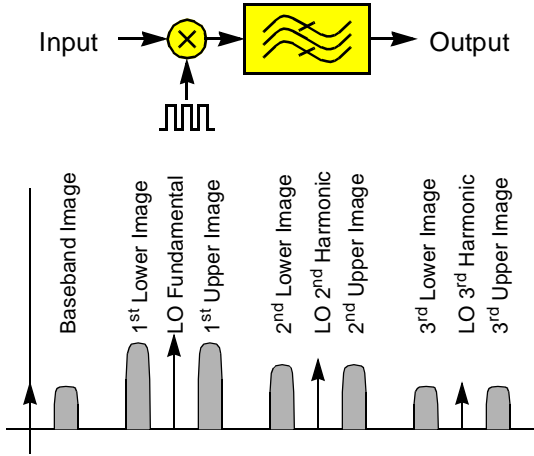 Input
Output
Baseband Image
1st Lower Image
LO Fundamental
1st Upper Image
2nd Lower Image
LO 2nd Harmonic
2nd Upper Image
3rd Lower Image
LO 3rd Harmonic
3rd Upper Image